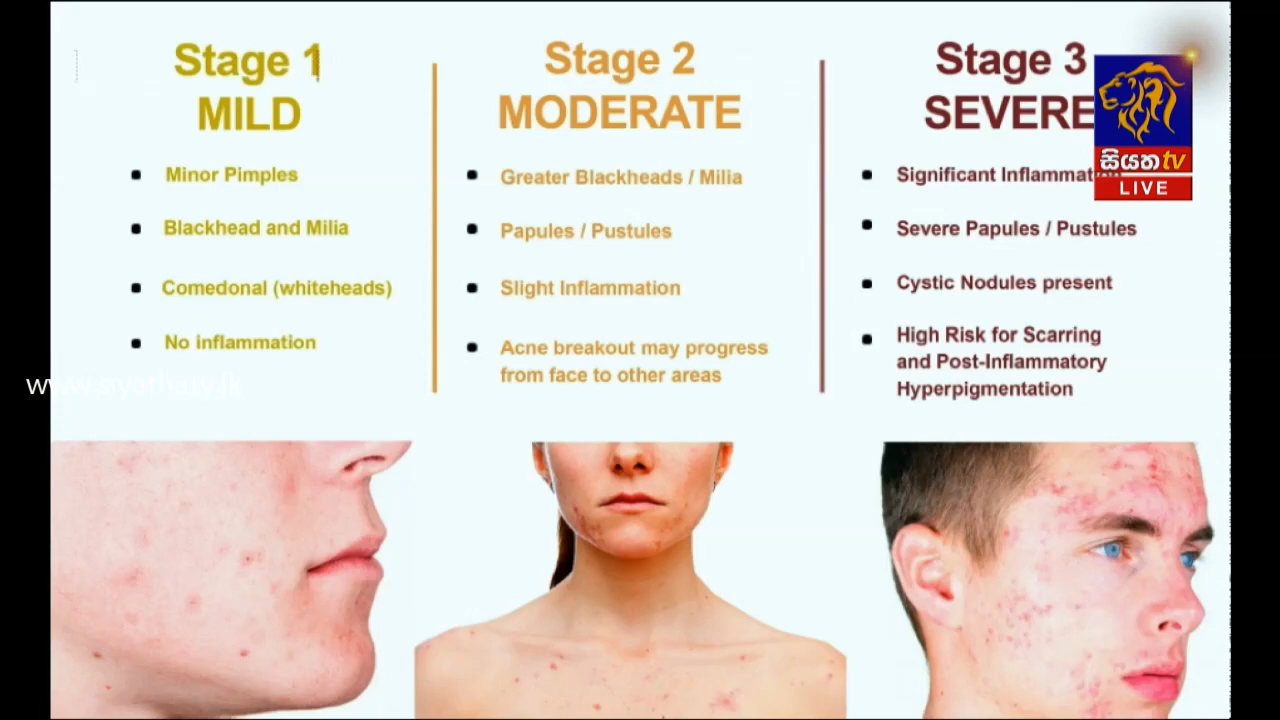 Stage 1
MILD
Minor Pimples
Blackhead and Milia
Comedonal (whiteheads)
No inflammation
Stage 2
MODERATE
Greater Blackheads / Milia
Papules / Pustules
Slight Inflammation
Acne breakout may progress
from face to other areas
Stage 3
SEVERE
Significant Inflammation
Severe Papules / Pustules
Cystic Nodules present
High Risk for Scarring
and Post-Inflammatory
Hyperpigmentation
සියත tv
LIVE